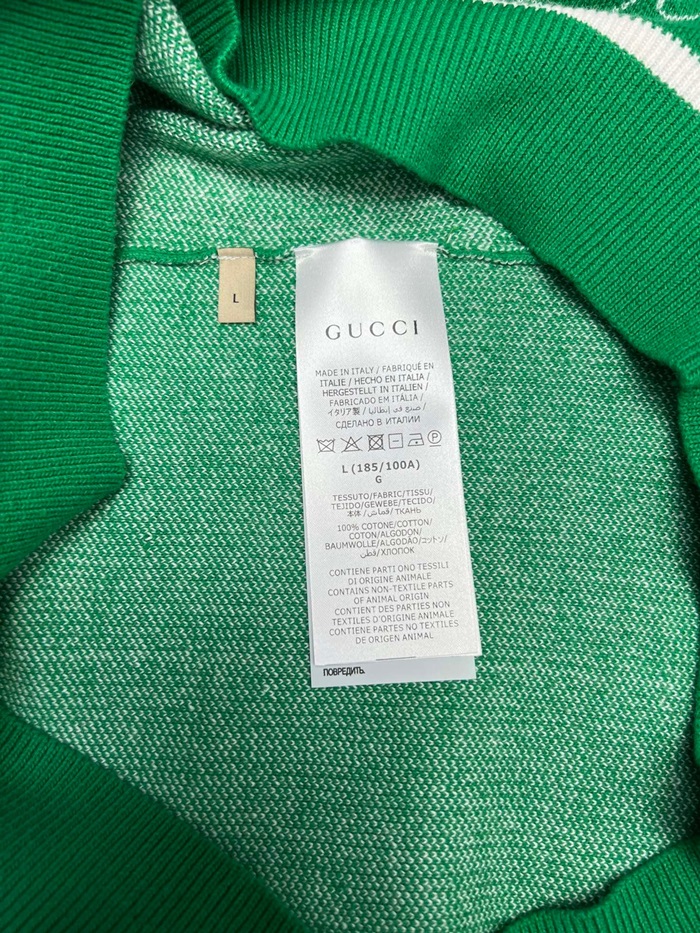 L
GUCCI
MADE IN ITALY / FABRIQUÉ EN
ITALIE / HECHO EN ITALIA /
HERGESTELLT IN ITALIEN /
FABRICADO EM ITÁLIA /
イタリア製 / صنع في إيطاليا /
СДЕЛАНО В ИТАЛИИ
P
L (185/100A)
G
TESSUTO/FABRIC/TISSU/
TEJIDO/GEWEBE/TECIDO/
本体 /قماش/ ТКАНЬ
100% COTONE/COTTON/
COTON/ALGODON/
BAUMWOLLE/ALGODÃO/コットン/
قطن/ХЛОПОК
CONTIENE PARTI ONO TESSILI
DI ORIGINE ANIMALE
CONTAINS NON-TEXTILE PARTS
OF ANIMAL ORIGIN
CONTIENT DES PARTIES NON
TEXTILES D'ORIGINE ANIMALE
CONTIENE PARTES NO TEXTILES
DE ORIGEN ANIMAL
ПОВРЕДИТЬ.